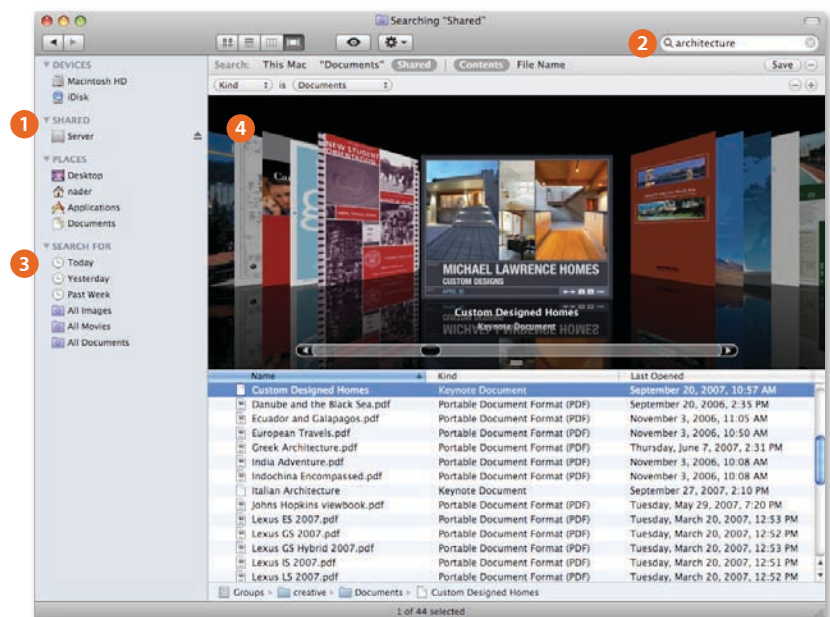 Searching "Shared"
2
architecture
Search: This Mac "Documents" Shared Contents File Name Save
Kind is Documents
DEVICES
Macintosh HD
iDisk
1
SHARED
Server
PLACES
Desktop
nader
Applications
Documents
3
SEARCH FOR
Today
Yesterday
Past Week
All Images
All Movies
All Documents
4
NEW STUDENT
ORIENTATION
MICHAEL LAWRENCE HOMES
CUSTOM DESIGNS
Custom Designed Homes
Keynote Document
Name Kind Last Opened
Custom Designed Homes Keynote Document September 20, 2007, 10:57 AM
Danube and the Black Sea.pdf Portable Document Format (PDF) September 20, 2006, 2:35 PM
Ecuador and Galapagos.pdf Portable Document Format (PDF) November 3, 2006, 11:05 AM
European Travels.pdf Portable Document Format (PDF) November 3, 2006, 10:50 AM
Greek Architecture.pdf Portable Document Format (PDF) Thursday, June 7, 2007, 2:31 PM
India Adventure.pdf Portable Document Format (PDF) November 3, 2006, 10:08 AM
Indochina Encompassed.pdf Portable Document Format (PDF) November 3, 2006, 10:08 AM
Italian Architecture Keynote Document September 27, 2007, 2:10 PM
Johns Hopkins viewbook.pdf Portable Document Format (PDF) Tuesday, May 29, 2007, 7:20 PM
Lexus ES 2007.pdf Portable Document Format (PDF) Tuesday, March 20, 2007, 12:53 PM
Lexus GS 2007.pdf Portable Document Format (PDF) Tuesday, March 20, 2007, 12:52 PM
Lexus GS Hybrid 2007.pdf Portable Document Format (PDF) Tuesday, March 20, 2007, 12:53 PM
Lexus IS 2007.pdf Portable Document Format (PDF) Tuesday, March 20, 2007, 12:51 PM
Lexus LS 2007.pdf Portable Document Format (PDF) Tuesday, March 20, 2007, 12:52 PM
Groups creative Documents Custom Designed Homes
1 of 44 selected